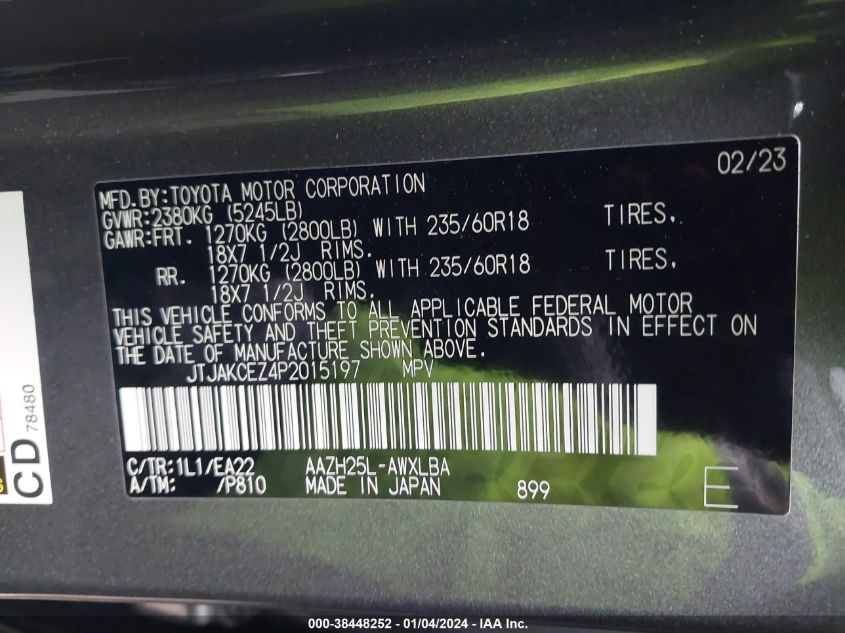 02/23
MFD.BY:TOYOTA MOTOR CORPORATION
GVWR:2380KG (5245LB)
GAWR:FRT. 1270KG (2800LB) WITH 235/60R18 TIRES.
18X7 1/2J RIMS.
RR. 1270KG (2800LB) WITH 235/60R18 TIRES.
18X7 1/2J RIMS.
THIS VEHICLE CONFORMS TO ALL APPLICABLE FEDERAL MOTOR
VEHICLE SAFETY AND THEFT PREVENTION STANDARDS IN EFFECT ON
THE DATE OF MANUFACTURE SHOWN ABOVE.
JTJAKCEZ4P2015197 MPV
C/TR:1L1/EA22 AAZH25L-AWXLBA
A/TM: /P810 MADE IN JAPAN 899 E
CD
78480
000-38448252 - 01/04/2024 - IAA Inc.